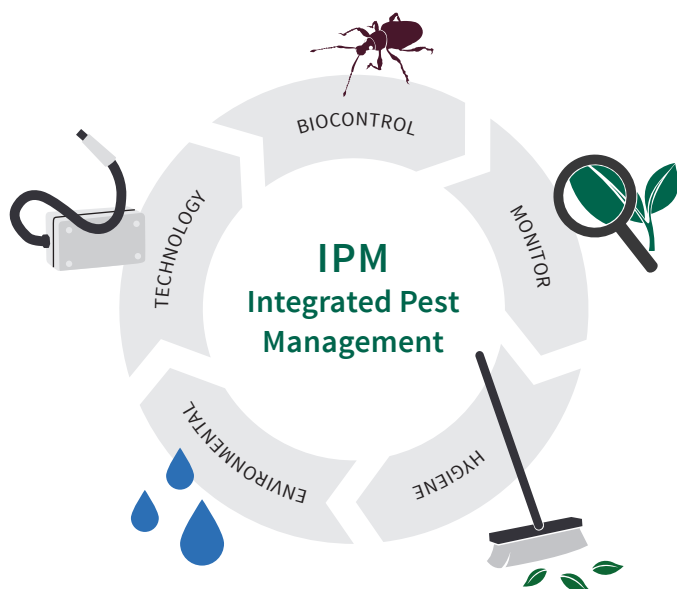 BIOCONTROL
MONITOR
HYGIENE
ENVIRONMENTAL
TECHNOLOGY
IPM
Integrated Pest
Management